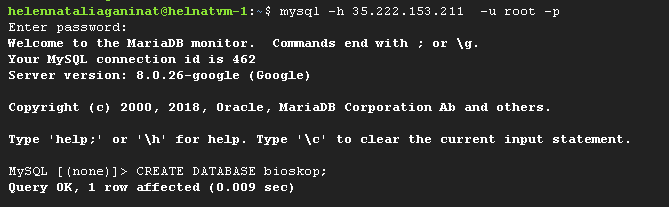 helennataliaganinat@helnatvm-1:~$ mysql -h 35.222.153.211  -u root -p
Enter password:
Welcome to the MariaDB monitor.  Commands end with ; or \g.
Your MySQL connection id is 462
Server version: 8.0.26-google (Google)
Copyright (c) 2000, 2018, Oracle, MariaDB Corporation Ab and others.
Type 'help;' or '\h' for help. Type '\c' to clear the current input statement.
MySQL [(none)]> CREATE DATABASE bioskop;
Query OK, 1 row affected (0.009 sec)